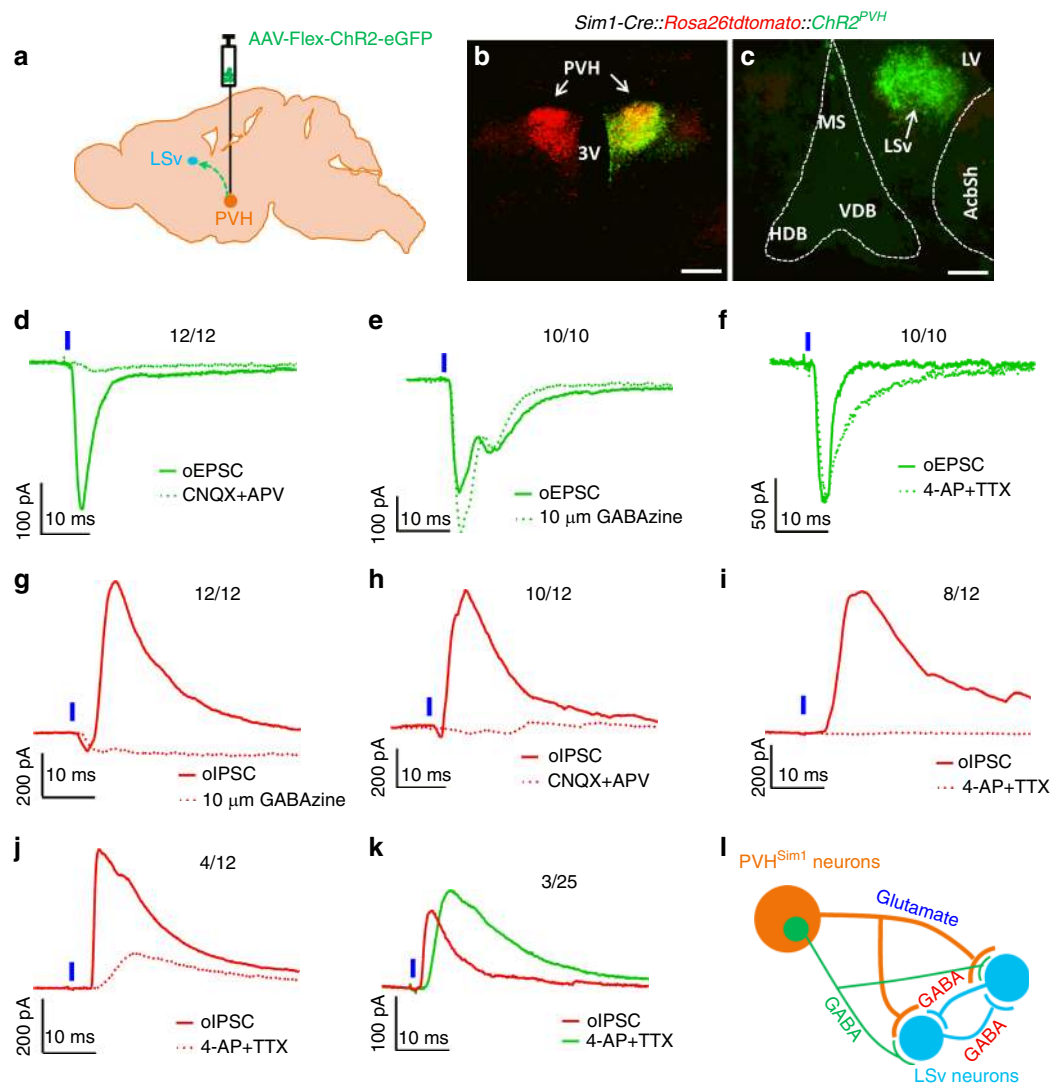 Sim1-Cre::Rosa26tdtomato::ChR2^PVH
a
AAV-Flex-ChR2-eGFP
LSv
PVH
b
PVH
3V
c
LV
MS
LSv
VDB
HDB
AcbSh
d
12/12
oEPSC
CNQX+APV
100 pA
10 ms
e
10/10
oEPSC
10 μm GABAzine
100 pA
10 ms
f
10/10
oEPSC
4-AP+TTX
50 pA
10 ms
g
12/12
oIPSC
10 μm GABAzine
200 pA
10 ms
h
10/12
oIPSC
CNQX+APV
200 pA
10 ms
i
8/12
oIPSC
4-AP+TTX
200 pA
10 ms
j
4/12
oIPSC
4-AP+TTX
200 pA
10 ms
k
3/25
oIPSC
4-AP+TTX
100 pA
10 ms
l
PVH^Sim1 neurons
Glutamate
GABA
GABA
GABA
LSv neurons